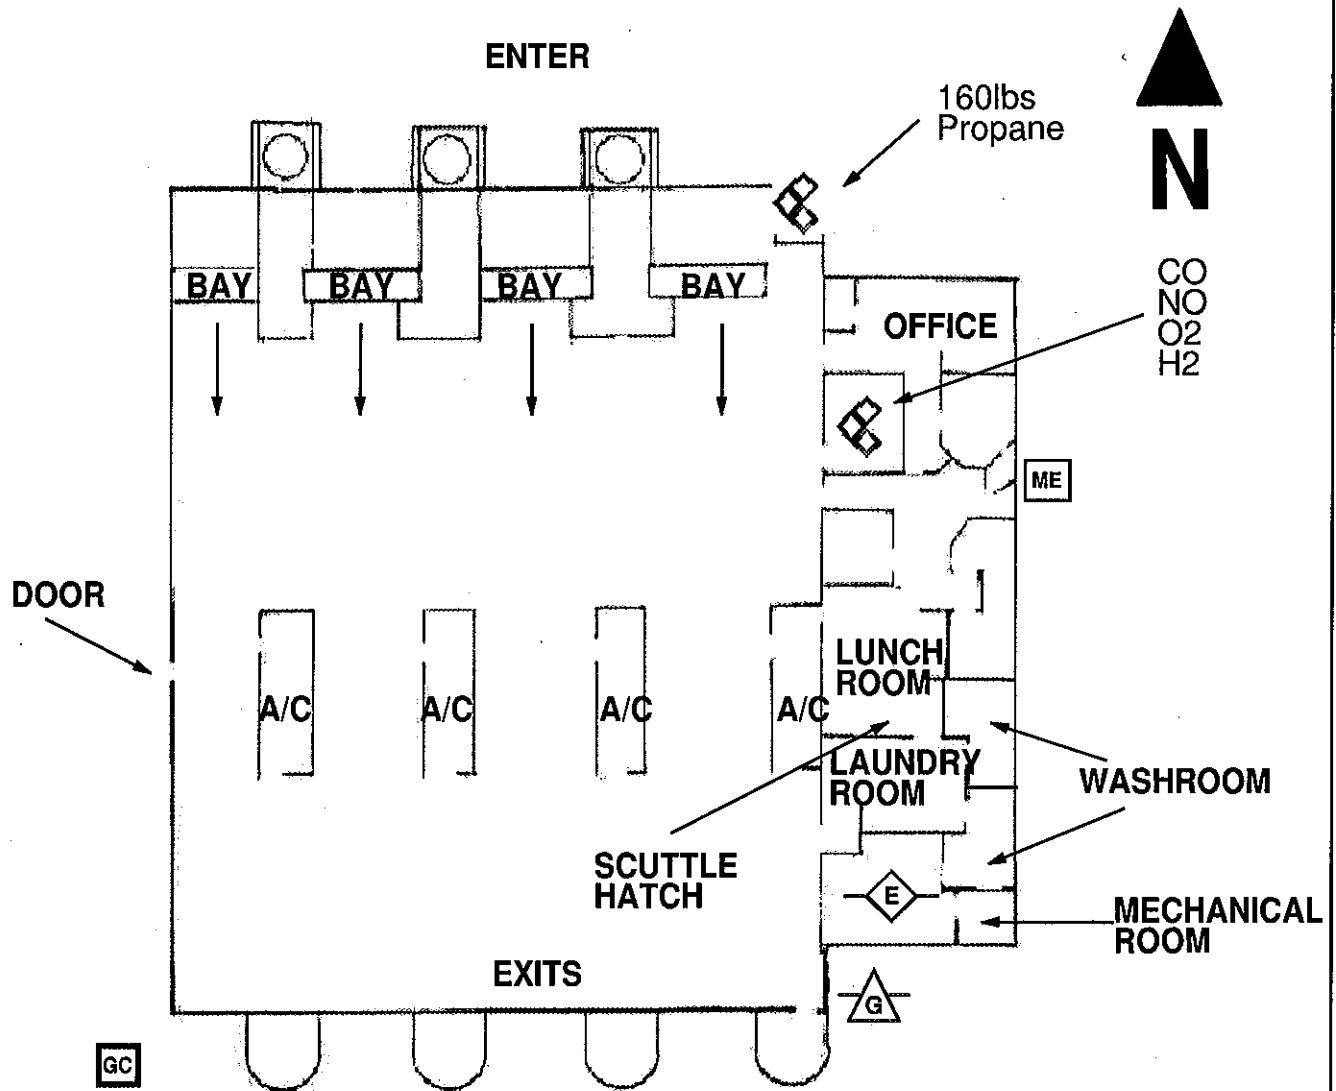 ENTER
160lbs
Propane
N
CO
NO
O2
H2
BAY BAY BAY BAY
OFFICE
ME
DOOR
LUNCH
ROOM
A/C A/C A/C A/C
LAUNDRY
ROOM
WASHROOM
SCUTTLE
HATCH
E
MECHANICAL
ROOM
EXITS
G
GC